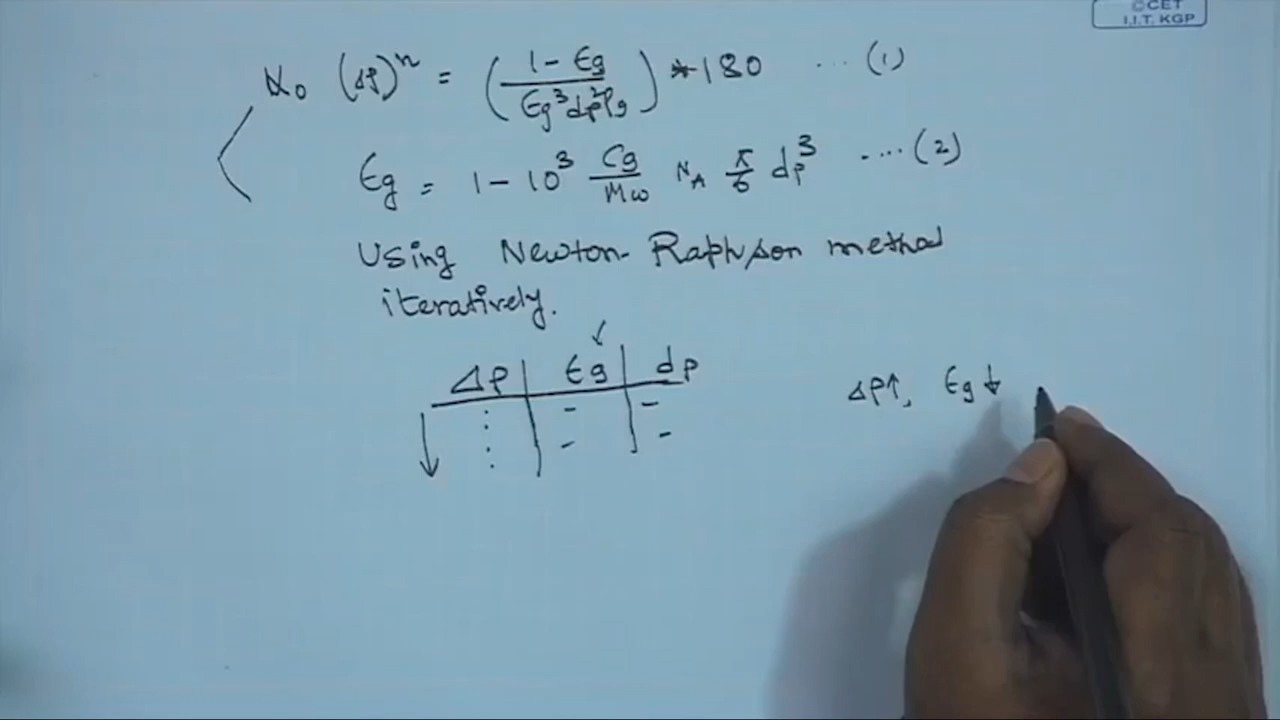 ©CET
I.I.T. KGP
α₀ (ΔP)ⁿ = ((1 - εg) / (εg³ dp² ρg)) * 180 ... (1)
εg = 1 - 10³ (Cg / Mw) N_A (π / 6) dp³ ... (2)
Using Newton-Raphson method
iteratively.
ΔP | εg | dp
ΔP↑, εg↓